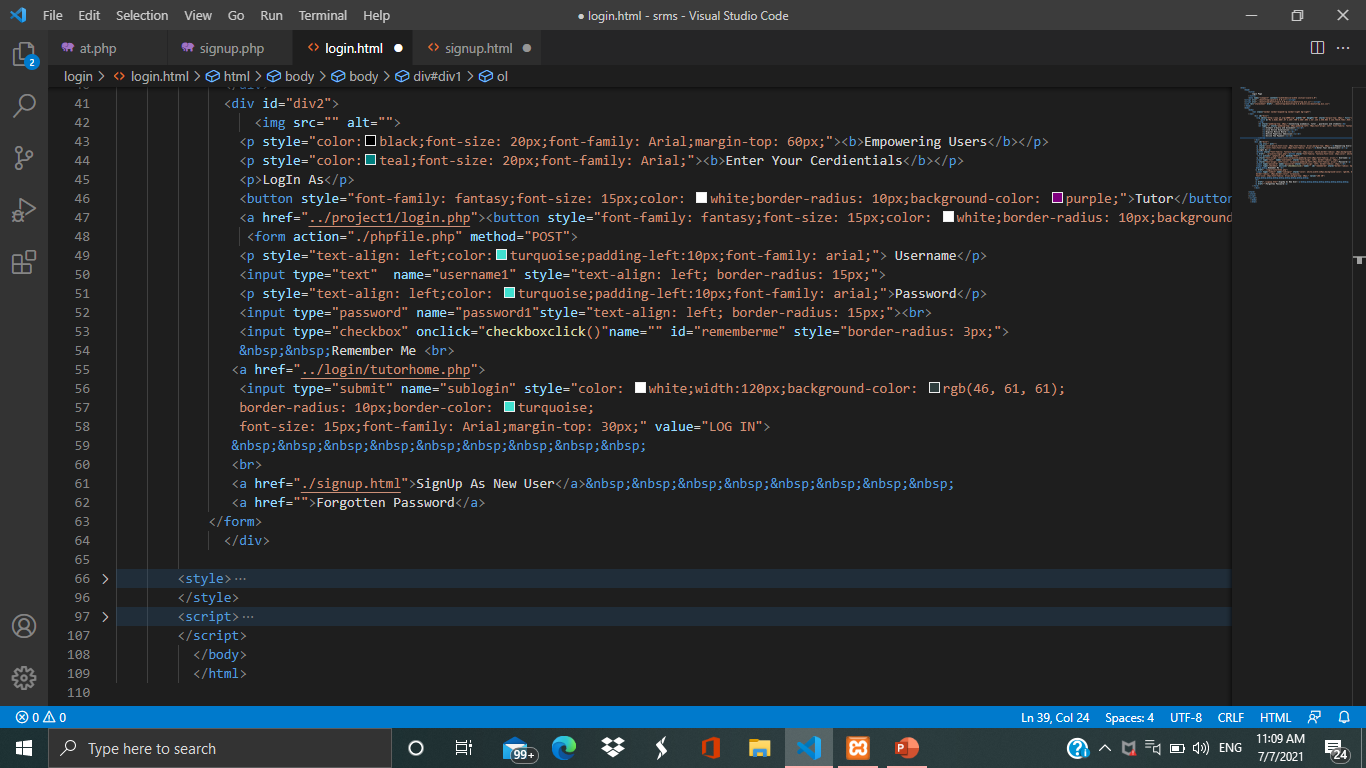 File Edit Selection View Go Run Terminal Help ● login.html - srms - Visual Studio Code
at.php signup.php <> login.html ● <> signup.html ●
login > <> login.html > html > body > body > div#div1 > ol
41 <div id="div2">
42 <img src="" alt="">
43 <p style="color: black;font-size: 20px;font-family: Arial;margin-top: 60px;"><b>Empowering Users</b></p>
44 <p style="color: teal;font-size: 20px;font-family: Arial;"><b>Enter Your Cerdientials</b></p>
45 <p>LogIn As</p>
46 <button style="font-family: fantasy;font-size: 15px;color: white;border-radius: 10px;background-color: purple;">Tutor</button
47 <a href="../project1/login.php"><button style="font-family: fantasy;font-size: 15px;color: white;border-radius: 10px;background
48 <form action="./phpfile.php" method="POST">
49 <p style="text-align: left;color: turquoise;padding-left:10px;font-family: arial;"> Username</p>
50 <input type="text"  name="username1" style="text-align: left; border-radius: 15px;">
51 <p style="text-align: left;color: turquoise;padding-left:10px;font-family: arial;">Password</p>
52 <input type="password" name="password1"style="text-align: left; border-radius: 15px;"><br>
53 <input type="checkbox" onclick="checkboxclick()"name="" id="rememberme" style="border-radius: 3px;">
54 &nbsp;&nbsp;Remember Me <br>
55 <a href="../login/tutorhome.php">
56 <input type="submit" name="sublogin" style="color: white;width:120px;background-color: rgb(46, 61, 61);
57 border-radius: 10px;border-color: turquoise;
58 font-size: 15px;font-family: Arial;margin-top: 30px;" value="LOG IN">
59 &nbsp;&nbsp;&nbsp;&nbsp;&nbsp;&nbsp;&nbsp;&nbsp;&nbsp;
60 <br>
61 <a href="./signup.html">SignUp As New User</a>&nbsp;&nbsp;&nbsp;&nbsp;&nbsp;&nbsp;&nbsp;&nbsp;
62 <a href="">Forgotten Password</a>
63 </form>
64 </div>
65
66 <style>…
96 </style>
97 <script>…
107 </script>
108 </body>
109 </html>
110
2
0 0 Ln 39, Col 24 Spaces: 4 UTF-8 CRLF HTML
Type here to search 99+ ENG 11:09 AM
7/7/2021 24